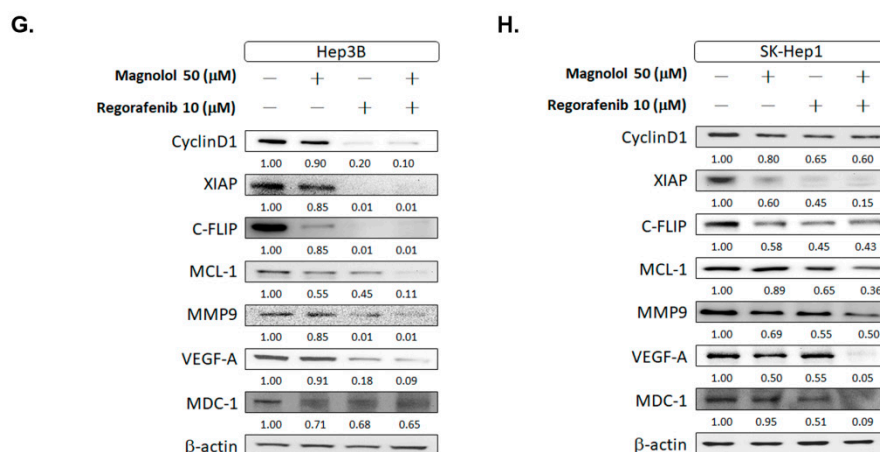 G.
Hep3B
Magnolol 50 (μM) — + — +
Regorafenib 10 (μM) — — + +
CyclinD1
1.00 0.90 0.20 0.10
XIAP
1.00 0.85 0.01 0.01
C-FLIP
1.00 0.85 0.01 0.01
MCL-1
1.00 0.55 0.45 0.11
MMP9
1.00 0.85 0.01 0.01
VEGF-A
1.00 0.91 0.18 0.09
MDC-1
1.00 0.71 0.68 0.65
β-actin
H.
SK-Hep1
Magnolol 50 (μM) — + — +
Regorafenib 10 (μM) — — + +
CyclinD1
1.00 0.80 0.65 0.60
XIAP
1.00 0.60 0.45 0.15
C-FLIP
1.00 0.58 0.45 0.43
MCL-1
1.00 0.89 0.65 0.36
MMP9
1.00 0.69 0.55 0.50
VEGF-A
1.00 0.50 0.55 0.05
MDC-1
1.00 0.95 0.51 0.09
β-actin